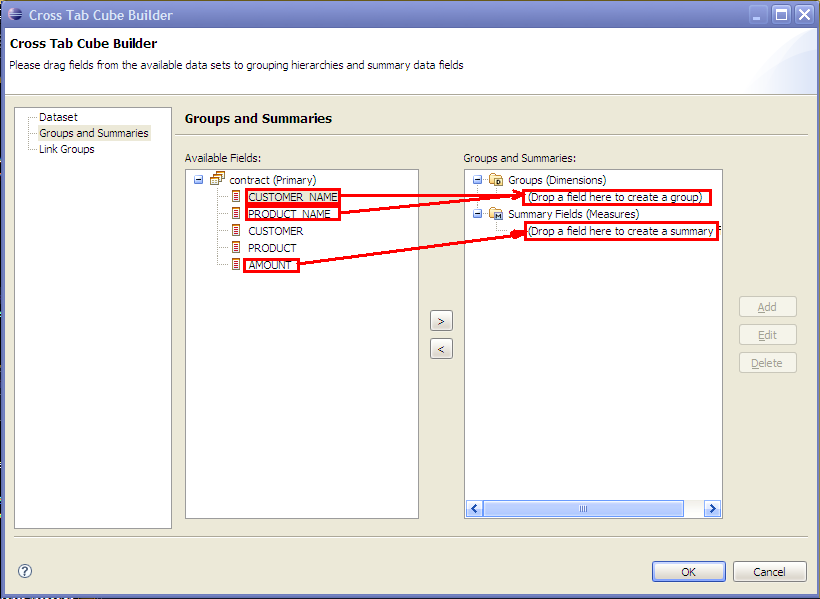 Cross Tab Cube Builder
Cross Tab Cube Builder
Please drag fields from the available data sets to grouping hierarchies and summary data fields
Dataset
Groups and Summaries
Link Groups
Groups and Summaries
Available Fields:
contract (Primary)
CUSTOMER_NAME
PRODUCT_NAME
CUSTOMER
PRODUCT
AMOUNT
>
<
Groups and Summaries:
Groups (Dimensions)
(Drop a field here to create a group)
Summary Fields (Measures)
(Drop a field here to create a summary
Add
Edit
Delete
OK
Cancel